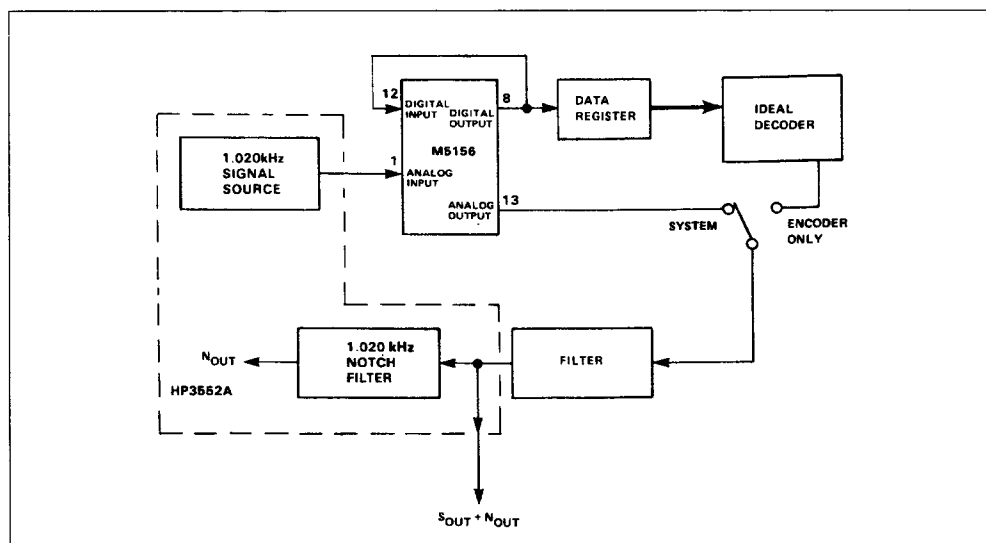 12
DIGITAL
INPUT
8
DIGITAL
OUTPUT
M5156
1
ANALOG
INPUT
ANALOG
OUTPUT
13
DATA
REGISTER
IDEAL
DECODER
1.020kHz
SIGNAL
SOURCE
SYSTEM
ENCODER
ONLY
NOUT
HP3552A
1.020 kHz
NOTCH
FILTER
FILTER
SOUT + NOUT